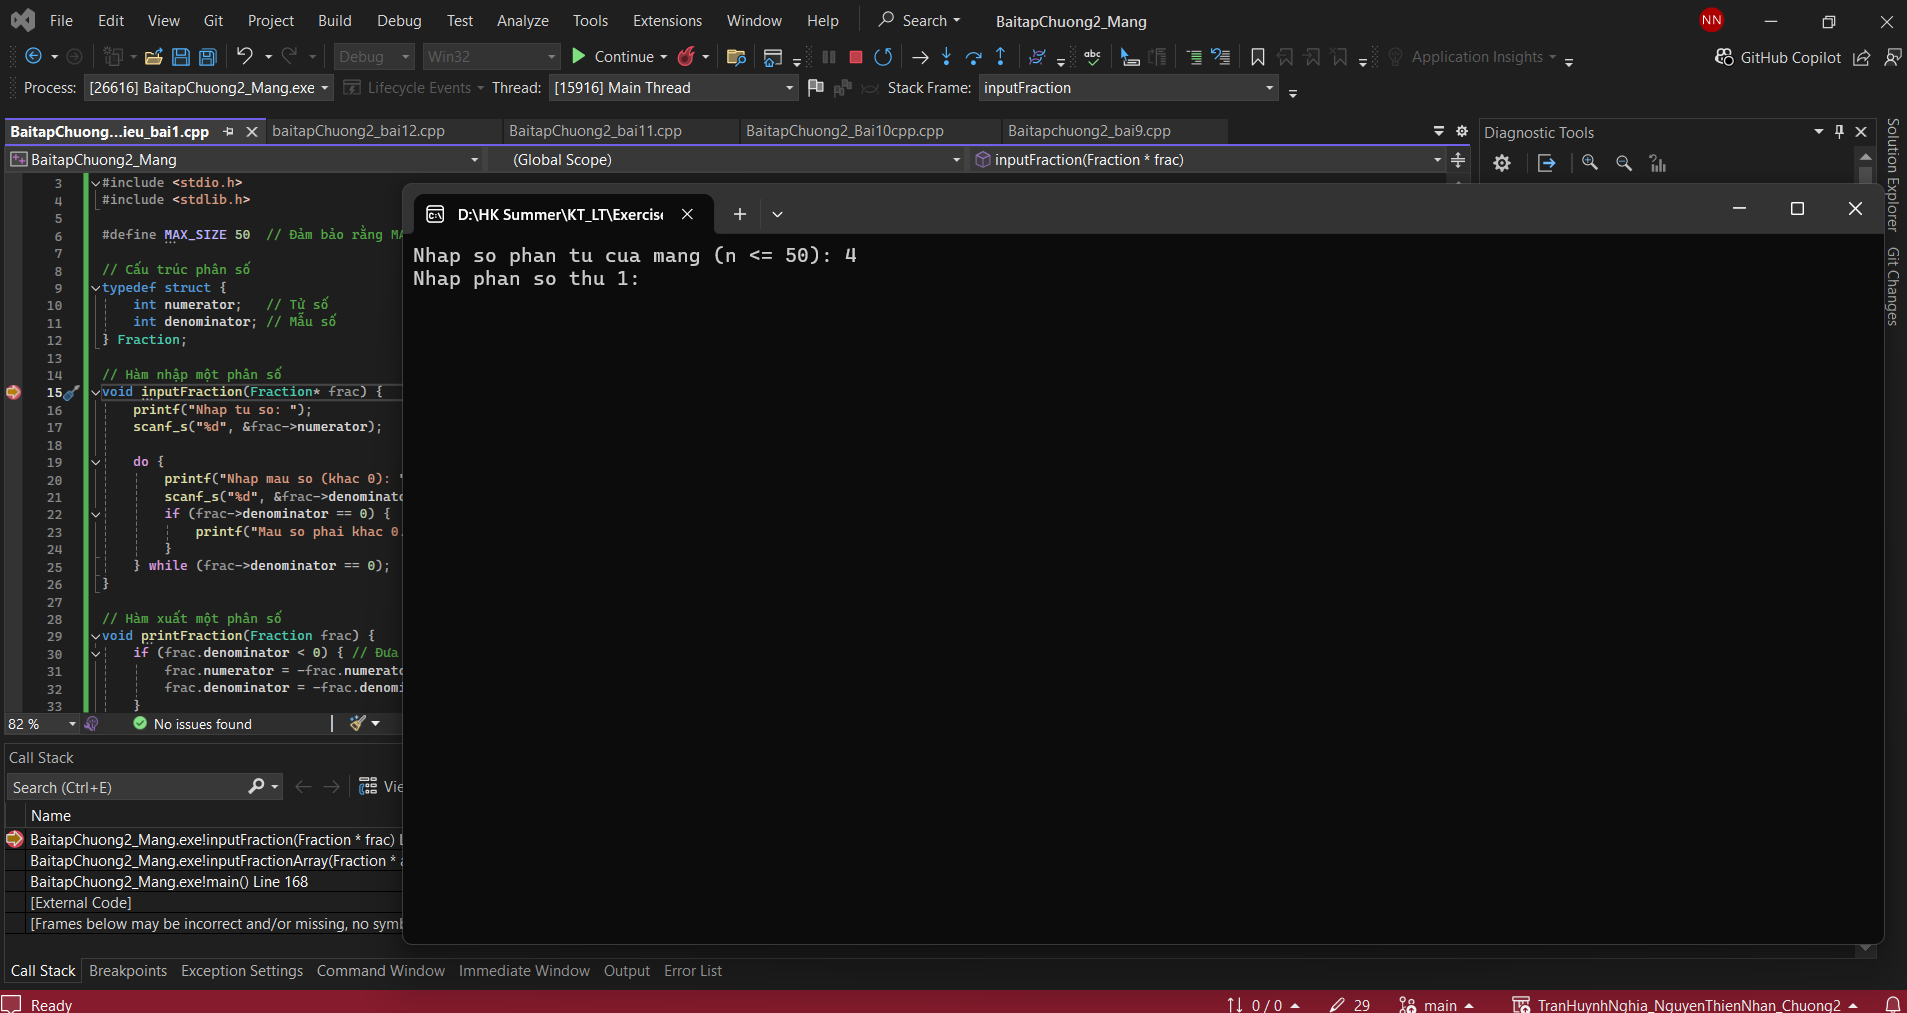 File Edit View Git Project Build Debug Test Analyze Tools Extensions Window Help Search BaitapChuong2_Mang NN
Debug Win32 Continue Application Insights GitHub Copilot
Process: [26616] BaitapChuong2_Mang.exe Lifecycle Events Thread: [15916] Main Thread Stack Frame: inputFraction
BaitapChuong...ieu_bai1.cpp baitapChuong2_bai12.cpp BaitapChuong2_bai11.cpp BaitapChuong2_Bai10cpp.cpp Baitapchuong2_bai9.cpp Diagnostic Tools
BaitapChuong2_Mang (Global Scope) inputFraction(Fraction * frac)
Solution Explorer
Git Changes
3 #include <stdio.h>
4 #include <stdlib.h>
5
6 #define MAX_SIZE 50 // Đảm bảo rằng MA
7
8 // Cấu trúc phân số
9 typedef struct {
10 int numerator; // Tử số
11 int denominator; // Mẫu số
12 } Fraction;
13
14 // Hàm nhập một phân số
15 void inputFraction(Fraction* frac) {
16 printf("Nhap tu so: ");
17 scanf_s("%d", &frac->numerator);
18
19 do {
20 printf("Nhap mau so (khac 0): "
21 scanf_s("%d", &frac->denominato
22 if (frac->denominator == 0) {
23 printf("Mau so phai khac 0.
24 }
25 } while (frac->denominator == 0);
26 }
27
28 // Hàm xuất một phân số
29 void printFraction(Fraction frac) {
30 if (frac.denominator < 0) { // Đưa
31 frac.numerator = -frac.numerato
32 frac.denominator = -frac.denomi
33 }
82 % No issues found
D:\HK Summer\KT_LT\Exercise
Nhap so phan tu cua mang (n <= 50): 4
Nhap phan so thu 1:
Call Stack
Search (Ctrl+E) Vie
Name
BaitapChuong2_Mang.exe!inputFraction(Fraction * frac) L
BaitapChuong2_Mang.exe!inputFractionArray(Fraction * a
BaitapChuong2_Mang.exe!main() Line 168
[External Code]
[Frames below may be incorrect and/or missing, no symb
Call Stack Breakpoints Exception Settings Command Window Immediate Window Output Error List
Ready 0 / 0 29 main TranHuynhNghia_NguyenThienNhan_Chuong2